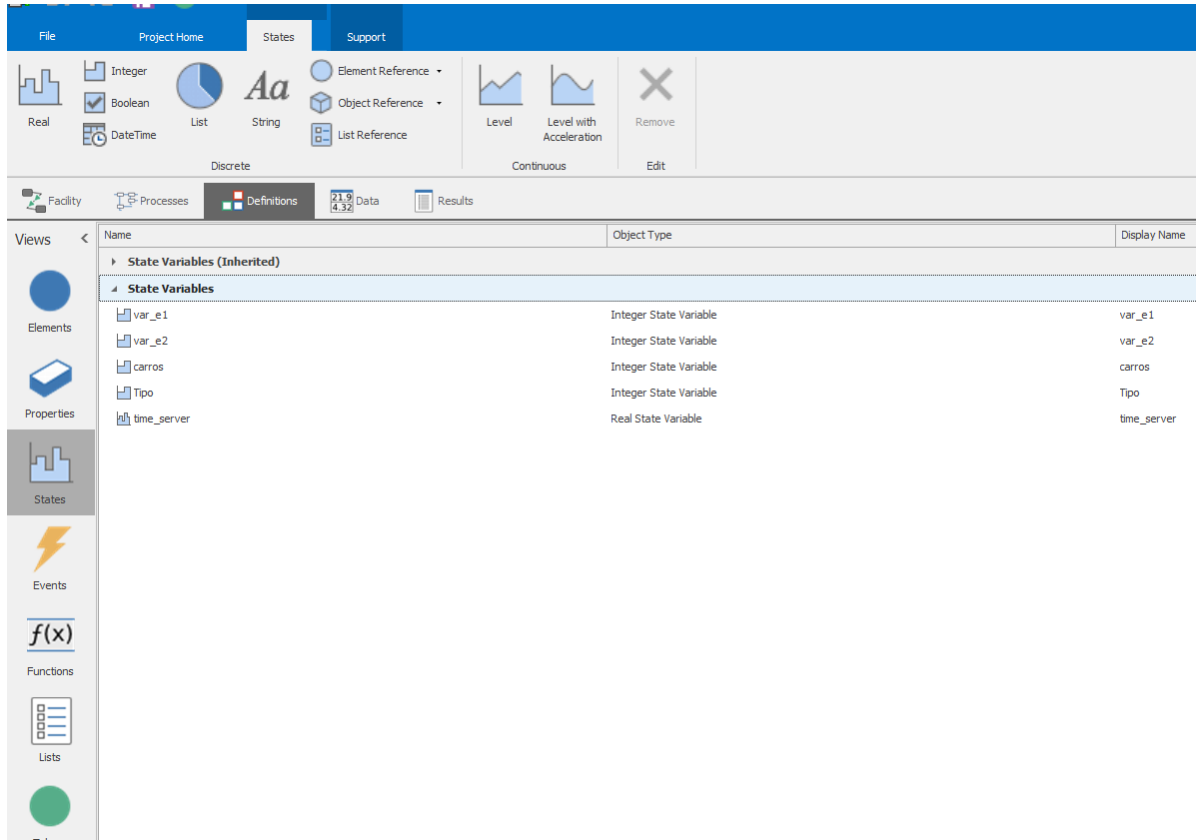 File Project Home States Support
Real
Integer
Boolean
DateTime
List
Aa
String
Element Reference
Object Reference
List Reference
Discrete
Level
Level with
Acceleration
Continuous
Remove
Edit
Facility Processes Definitions 21.9 4.32 Data Results
Views <
Name Object Type Display Name
State Variables (Inherited)
State Variables
var_e1 Integer State Variable var_e1
var_e2 Integer State Variable var_e2
carros Integer State Variable carros
Tipo Integer State Variable Tipo
time_server Real State Variable time_server
Elements
Properties
States
Events
f(x)
Functions
Lists